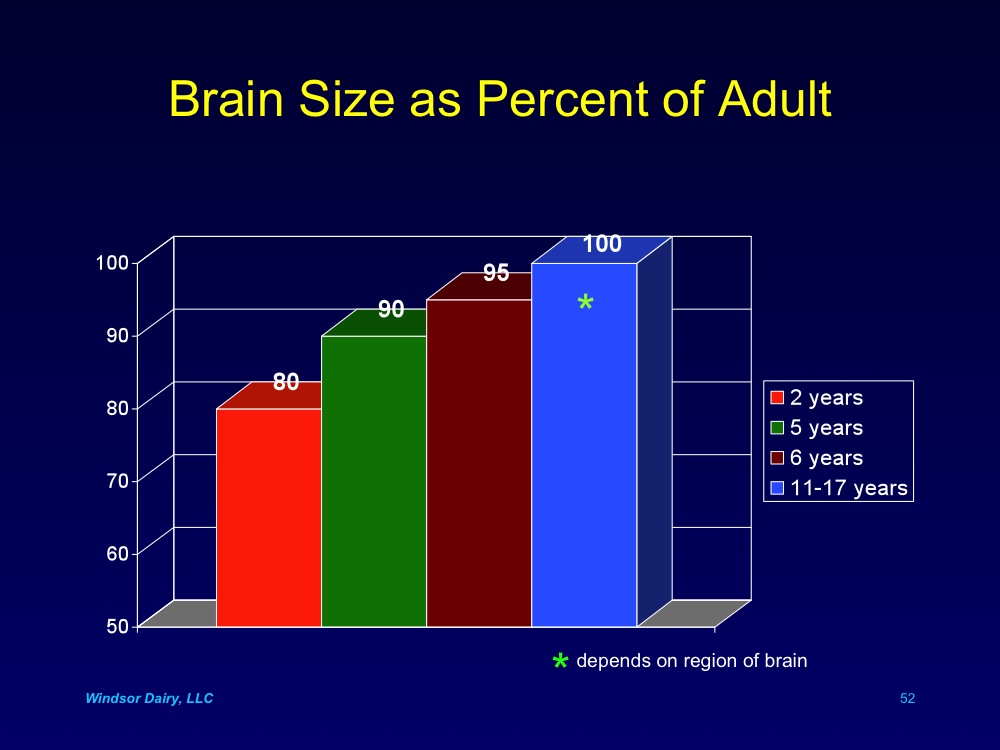 Brain Size as Percent of Adult
100
90
80
70
60
50
80
90
95
100
*
2 years
5 years
6 years
11-17 years
* depends on region of brain
Windsor Dairy, LLC
52